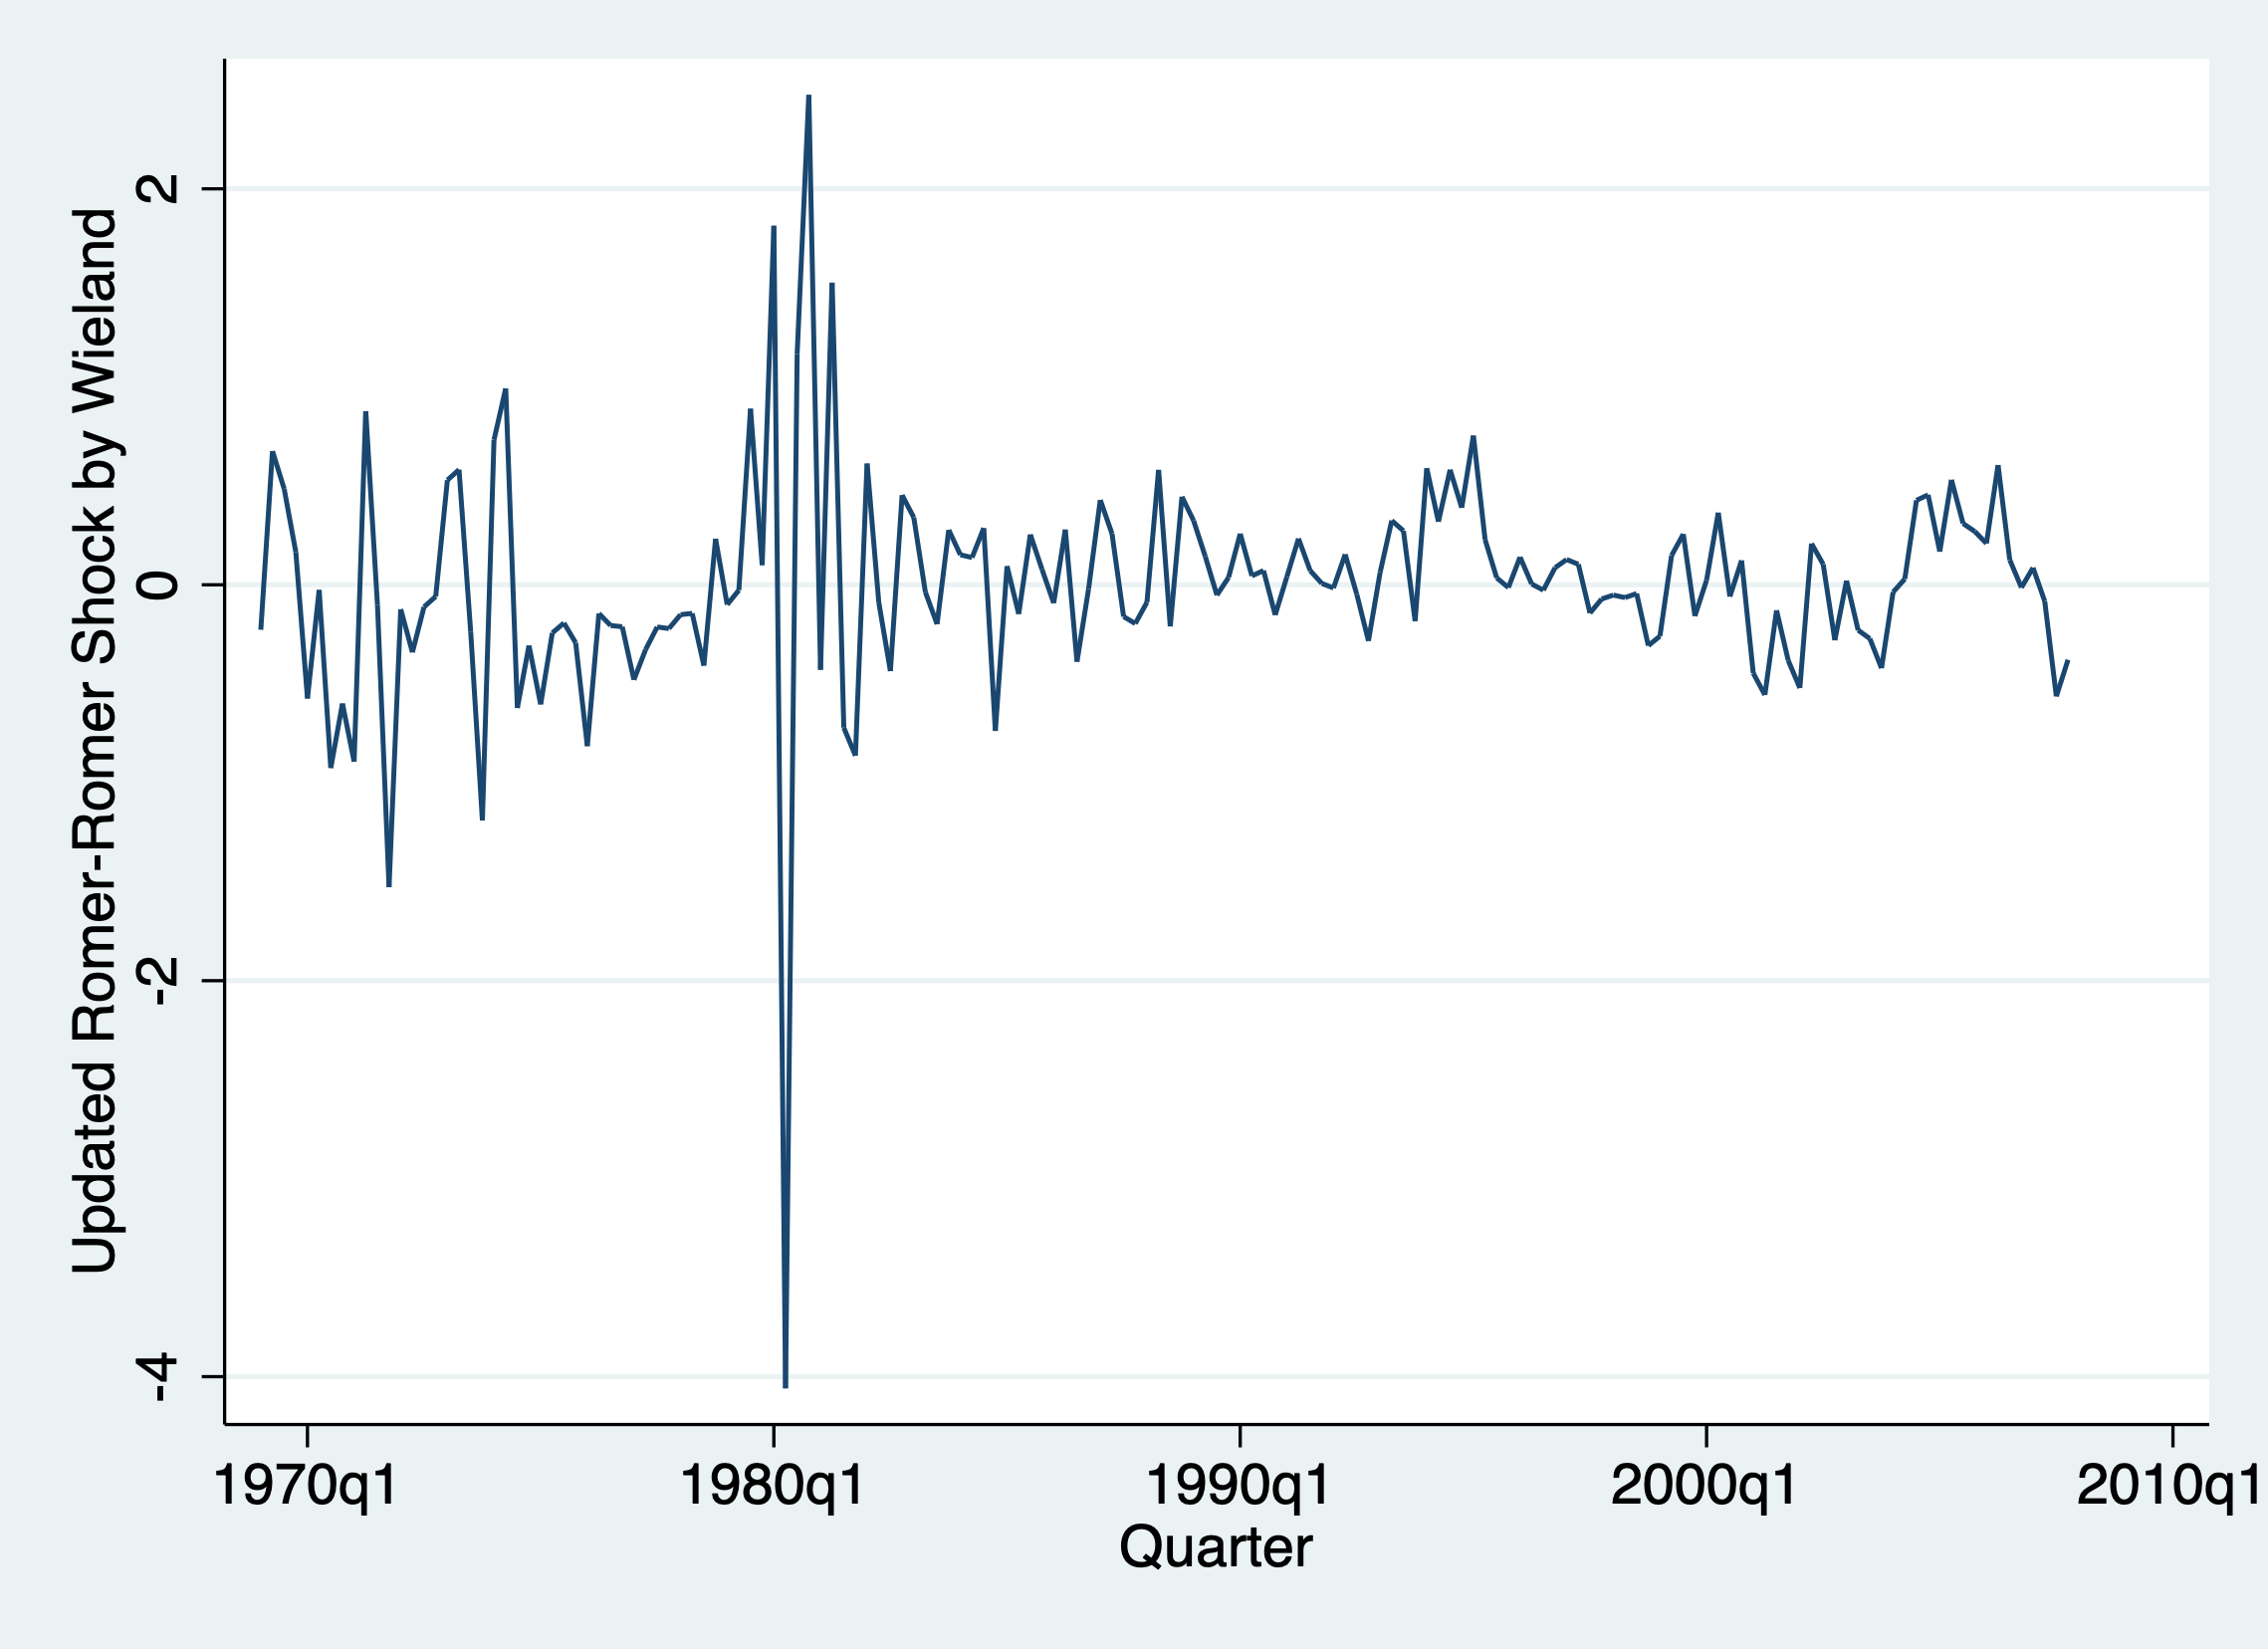 Updated Romer-Romer Shock by Wieland
2
0
-2
-4
1970q1
1980q1
1990q1
2000q1
2010q1
Quarter